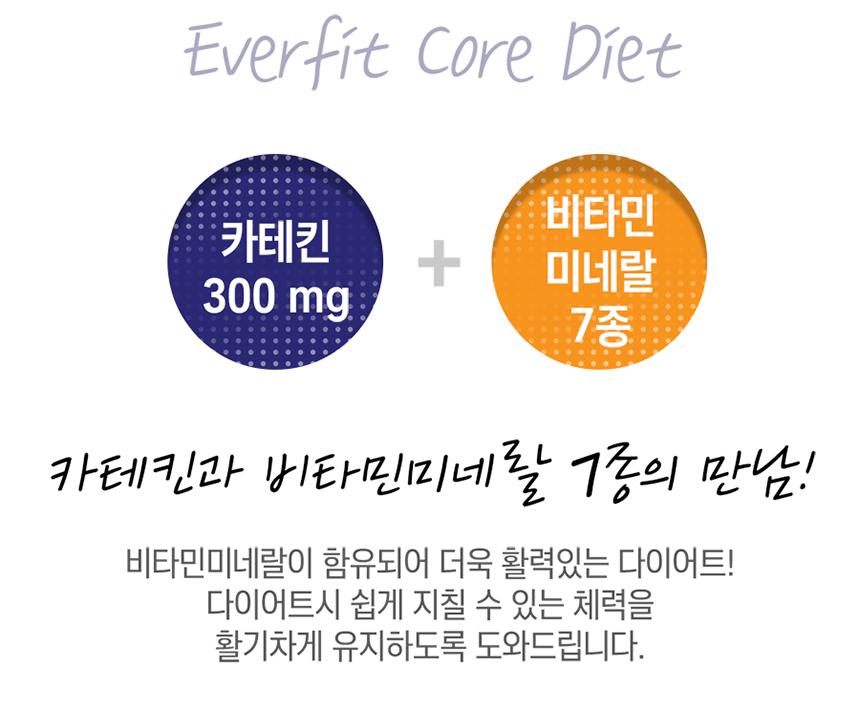 Everfit Core Diet
카테킨
300 mg
+
비타민
미네랄
7종
카테킨과 비타민미네랄 7종의 만남!
비타민미네랄이 함유되어 더욱 활력있는 다이어트!
다이어트시 쉽게 지칠 수 있는 체력을
활기차게 유지하도록 도와드립니다.